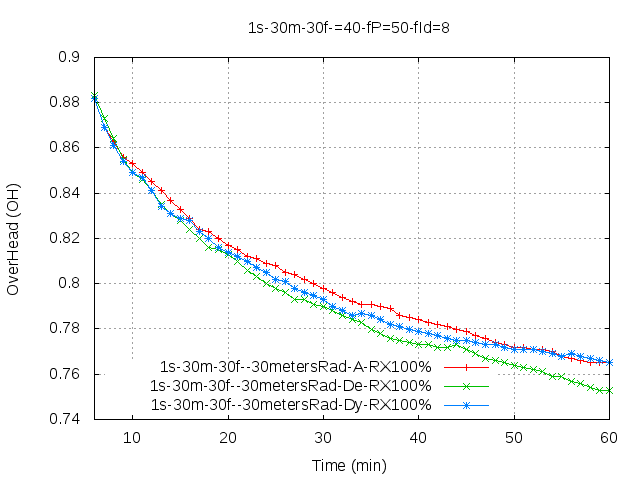 1s-30m-30f-=40-fP=50-fId=8
0.9
0.88
0.86
0.84
0.82
0.8
0.78
0.76
0.74
OverHead (OH)
1s-30m-30f--30metersRad-A-RX100%
1s-30m-30f--30metersRad-De-RX100%
1s-30m-30f--30metersRad-Dy-RX100%
10 20 30 40 50 60
Time (min)